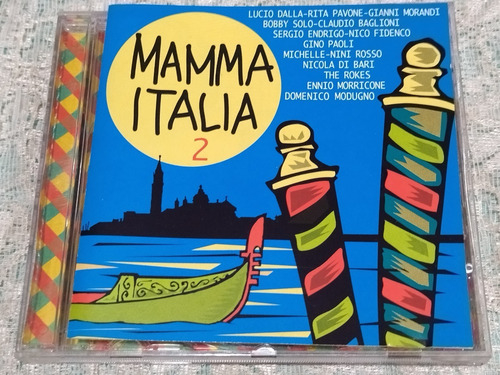 LUCIO DALLA-RITA PAVONE-GIANNI MORANDI
BOBBY SOLO-CLAUDIO BAGLIONI
SERGIO ENDRIGO-NICO FIDENCO
GINO PAOLI
MICHELLE-NINI ROSSO
NICOLA DI BARI
THE ROKES
ENNIO MORRICONE
DOMENICO MODUGNO
MAMMA
ITALIA
2